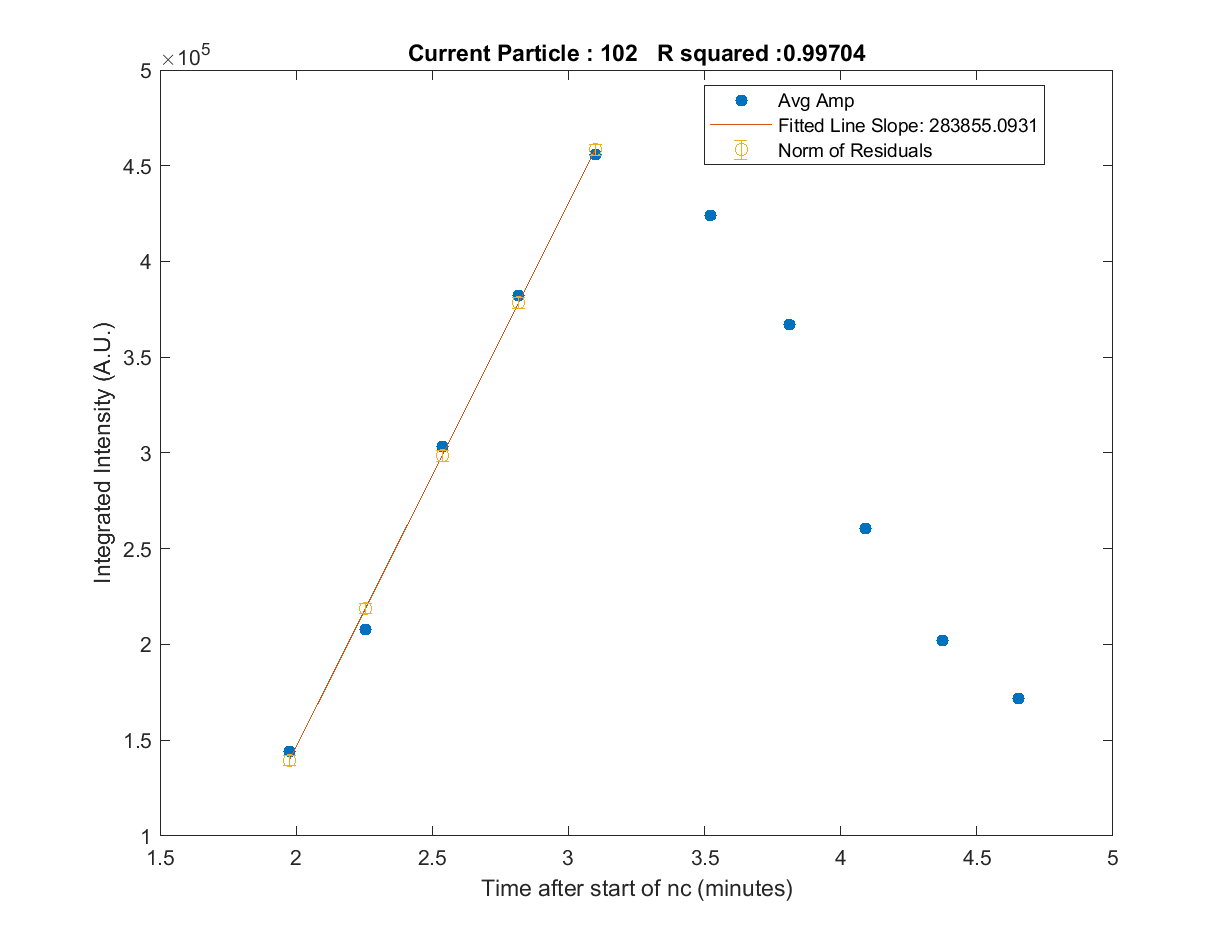 Current Particle : 102   R squared :0.99704
×10^5
5
4.5
4
3.5
3
2.5
2
1.5
1
Integrated Intensity (A.U.)
Avg Amp
Fitted Line Slope: 283855.0931
Norm of Residuals
1.5 2 2.5 3 3.5 4 4.5 5
Time after start of nc (minutes)